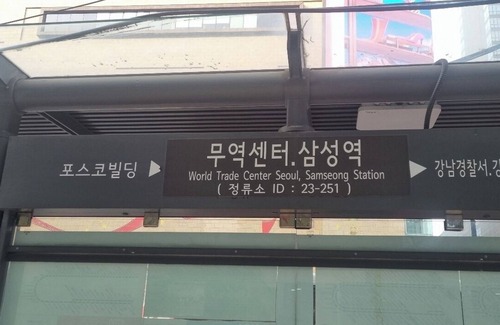 포스코빌딩
무역센터.삼성역
World Trade Center Seoul, Samseong Station
( 정류소 ID : 23-251 )
강남경찰서.